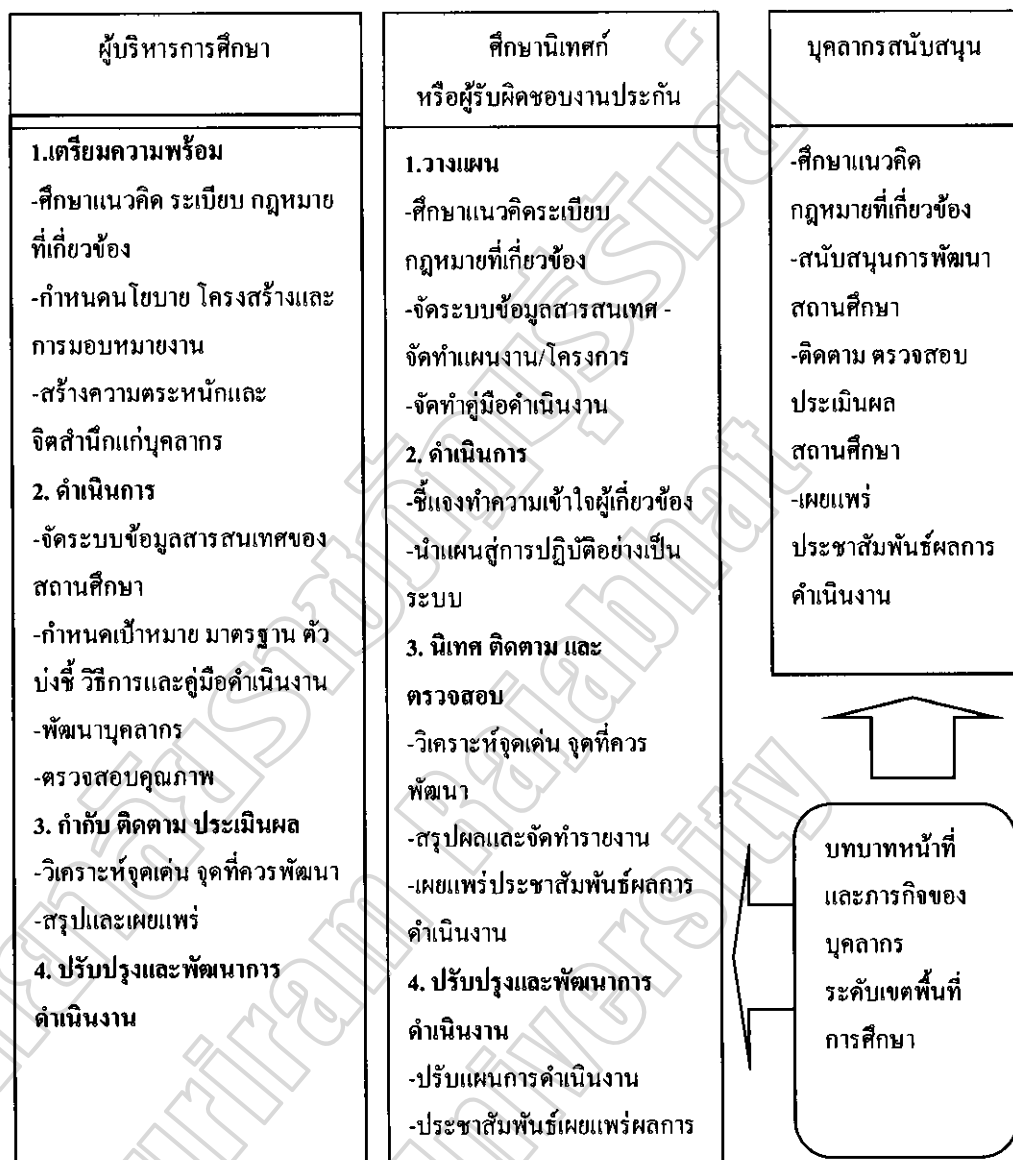 ผู้บริหารการศึกษา
1.เตรียมความพร้อม
-ศึกษาแนวคิด ระเบียบ กฎหมาย
ที่เกี่ยวข้อง
-กำหนดนโยบาย โครงสร้างและ
การมอบหมายงาน
-สร้างความตระหนักและ
จิตสำนึกแก่บุคลากร
2. ดำเนินการ
-จัดระบบข้อมูลสารสนเทศของ
สถานศึกษา
-กำหนดเป้าหมาย มาตรฐาน ตัว
บ่งชี้ วิธีการและคู่มือดำเนินงาน
-พัฒนาบุคลากร
-ตรวจสอบคุณภาพ
3. กำกับ ติดตาม ประเมินผล
-วิเคราะห์จุดเด่น จุดที่ควรพัฒนา
-สรุปและเผยแพร่
4. ปรับปรุงและพัฒนาการ
ดำเนินงาน
ศึกษานิเทศก์
หรือผู้รับผิดชอบงานประกัน
1.วางแผน
-ศึกษาแนวคิดระเบียบ
กฎหมายที่เกี่ยวข้อง
-จัดระบบข้อมูลสารสนเทศ -
จัดทำแผนงาน/โครงการ
-จัดทำคู่มือดำเนินงาน
2. ดำเนินการ
-ชี้แจงทำความเข้าใจผู้เกี่ยวข้อง
-นำแผนสู่การปฏิบัติอย่างเป็น
ระบบ
3. นิเทศ ติดตาม และ
ตรวจสอบ
-วิเคราะห์จุดเด่น จุดที่ควร
พัฒนา
-สรุปผลและจัดทำรายงาน
-เผยแพร่ประชาสัมพันธ์ผลการ
ดำเนินงาน
4. ปรับปรุงและพัฒนาการ
ดำเนินงาน
-ปรับแผนการดำเนินงาน
-ประชาสัมพันธ์เผยแพร่ผลการ
บุคลากรสนับสนุน
-ศึกษาแนวคิด
กฎหมายที่เกี่ยวข้อง
-สนับสนุนการพัฒนา
สถานศึกษา
-ติดตาม ตรวจสอบ
ประเมินผล
สถานศึกษา
-เผยแพร่
ประชาสัมพันธ์ผลการ
ดำเนินงาน
บทบาทหน้าที่
และภารกิจของ
บุคลากร
ระดับเขตพื้นที่
การศึกษา